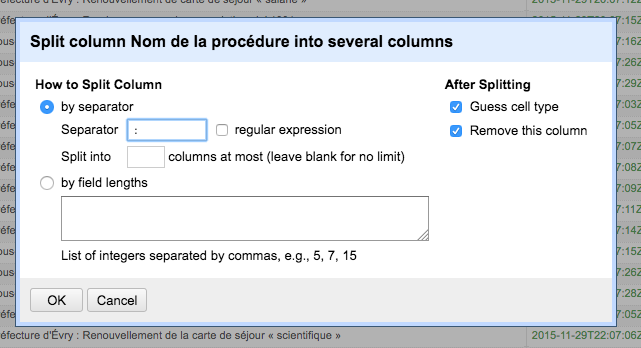 éfecture d'Évry : Renouvellement de carte de séjour « salarié » 2015-11-29T20:07:12
Split column Nom de la procédure into several columns
How to Split Column After Splitting
by separator Guess cell type
Separator : regular expression Remove this column
Split into columns at most (leave blank for no limit)
by field lengths
List of integers separated by commas, e.g., 5, 7, 15
OK Cancel
éfecture d'Évry : Renouvellement de la carte de séjour « scientifique » 2015-11-29T22:07:06Z